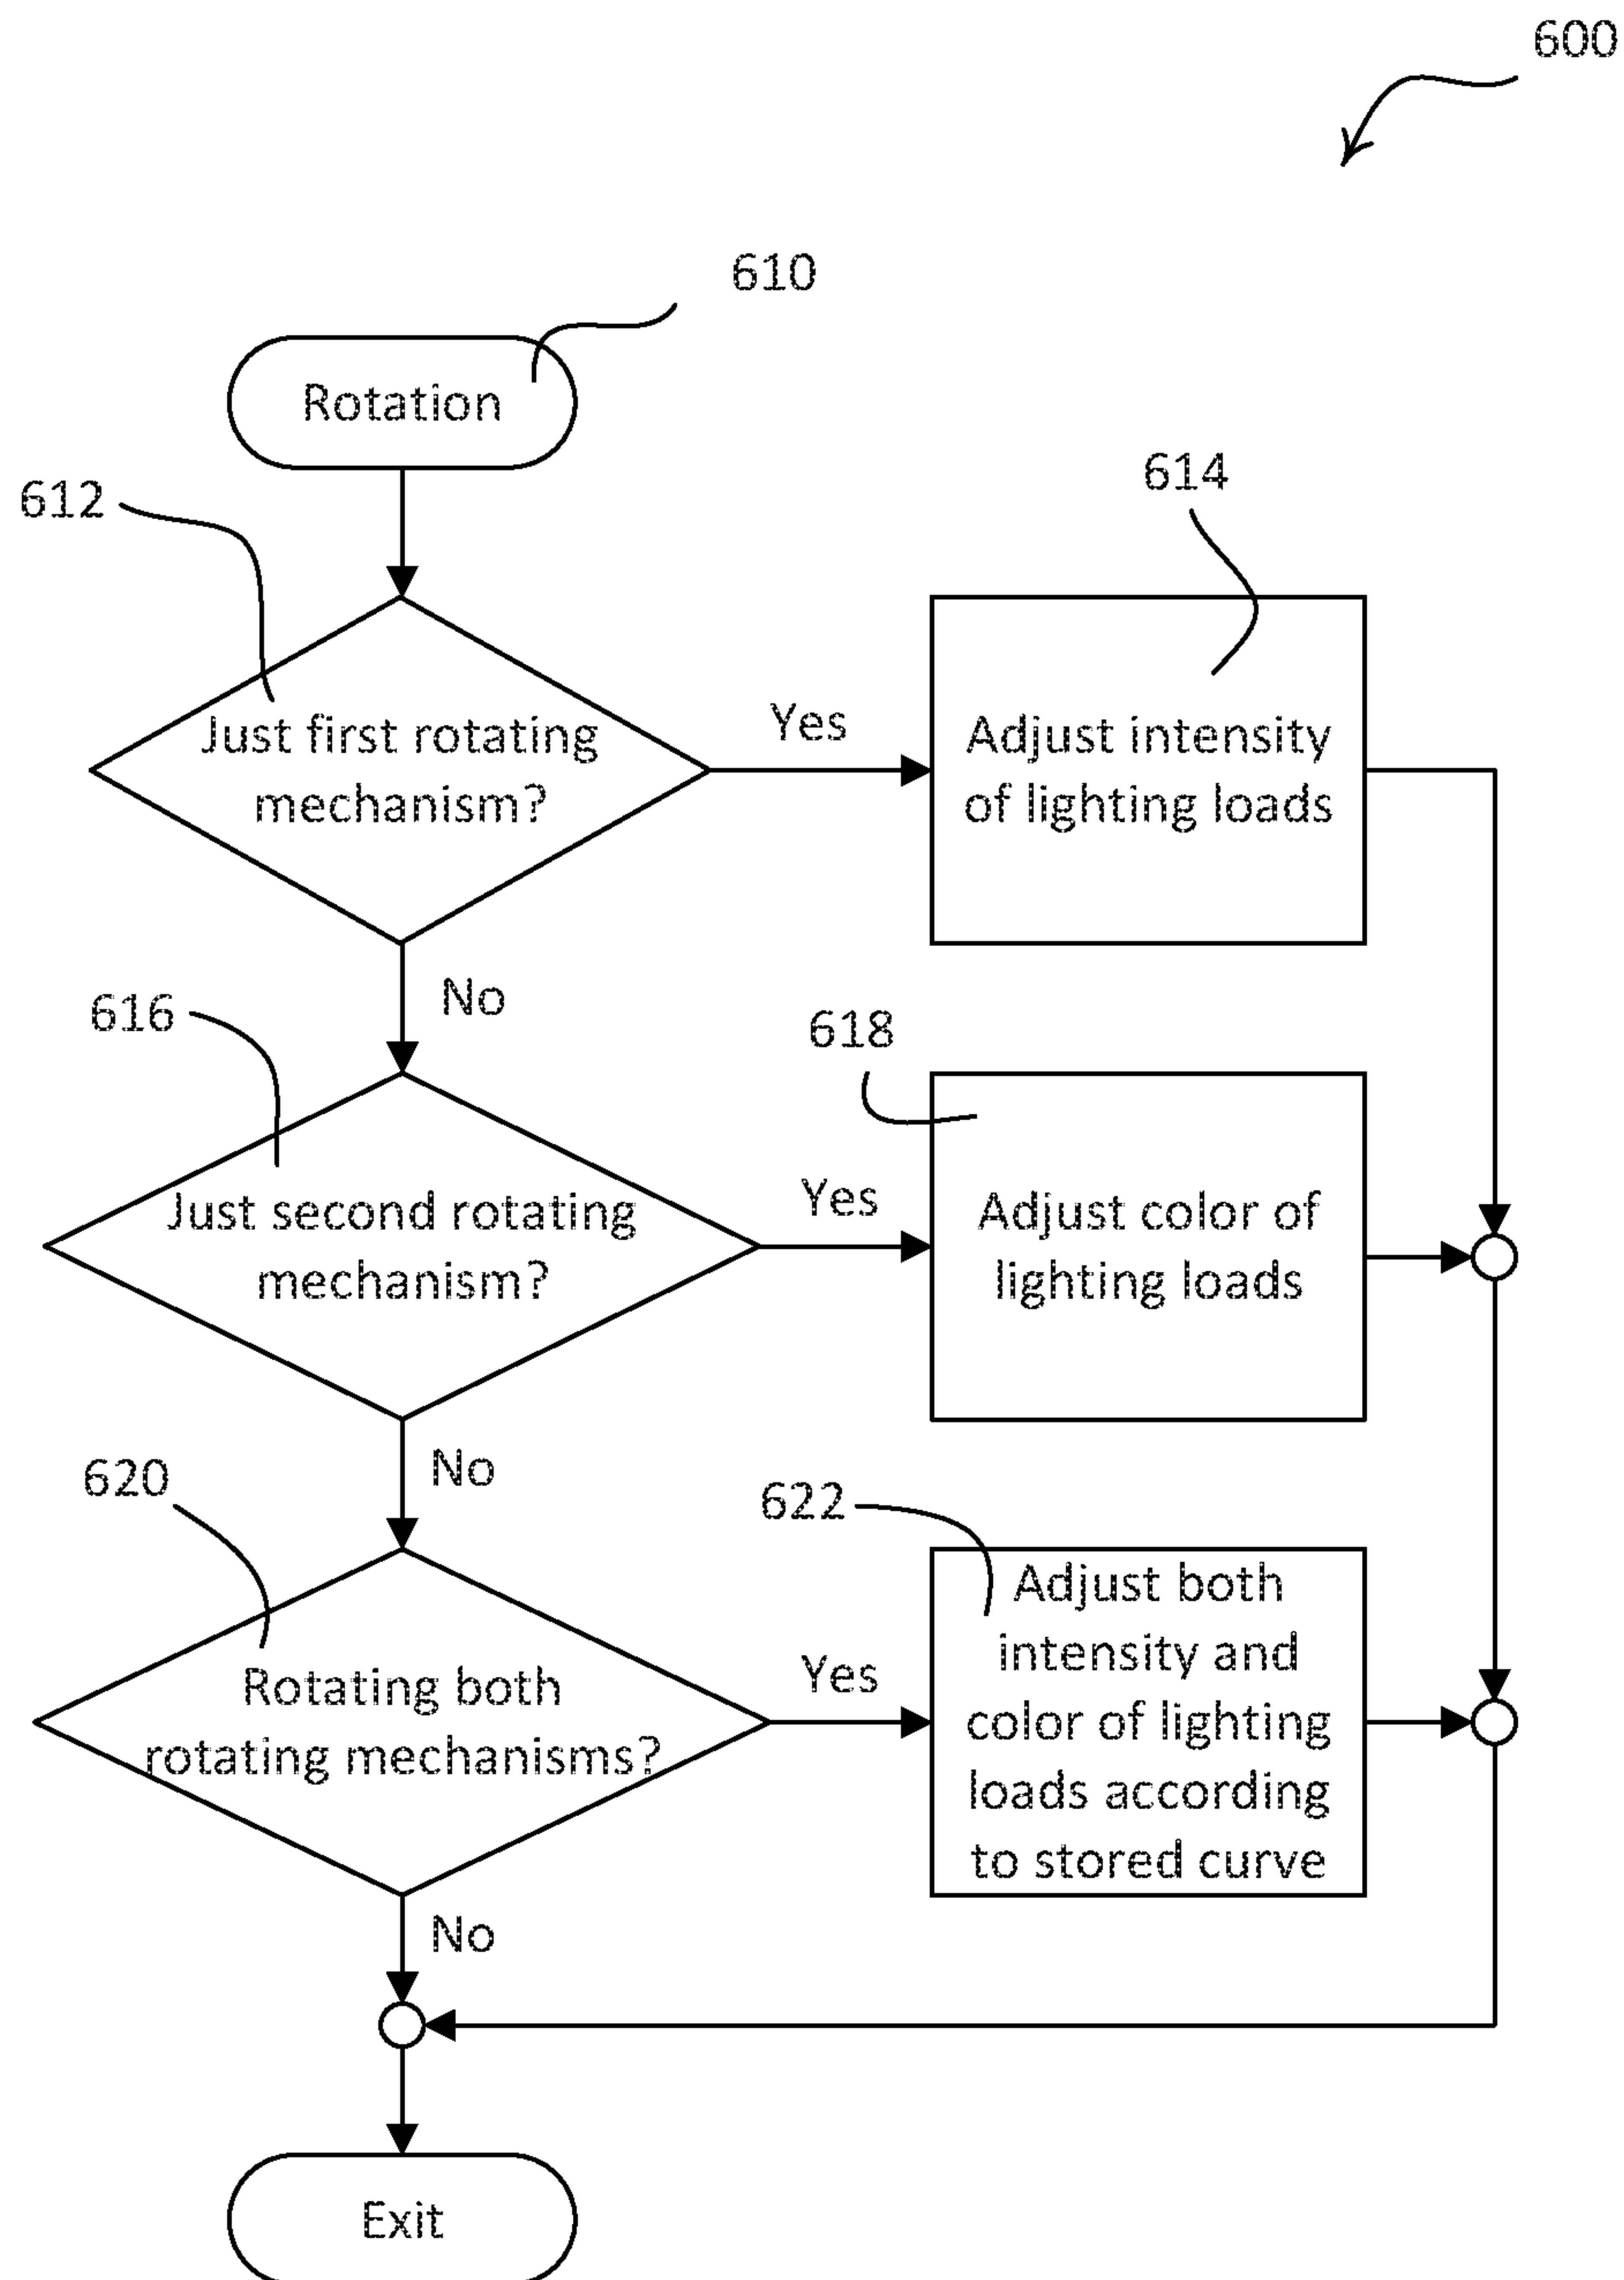 600
610
Rotation
612
614
Just first rotating
mechanism?
Yes
Adjust intensity
of lighting loads
No
616
618
Just second rotating
mechanism?
Yes
Adjust color of
lighting loads
No
620
622
Rotating both
rotating mechanisms?
Yes
Adjust both
intensity and
color of lighting
loads according
to stored curve
No
Exit